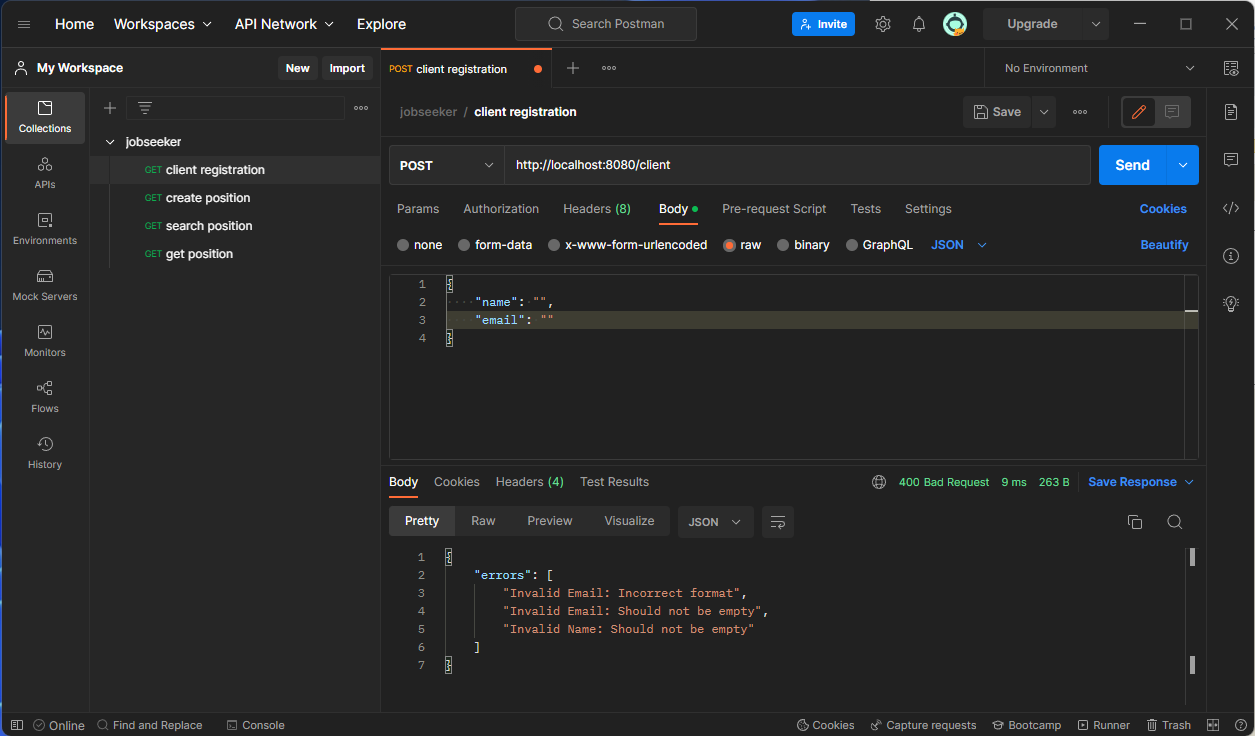 Home Workspaces API Network Explore Search Postman Invite Upgrade
My Workspace New Import POST client registration No Environment
Collections
APIs
Environments
Mock Servers
Monitors
Flows
History
jobseeker
GET client registration
GET create position
GET search position
GET get position
jobseeker / client registration Save
POST http://localhost:8080/client Send
Params Authorization Headers (8) Body Pre-request Script Tests Settings Cookies
none form-data x-www-form-urlencoded raw binary GraphQL JSON Beautify
1 {
2 "name": "",
3 "email": ""
4 }
Body Cookies Headers (4) Test Results 400 Bad Request 9 ms 263 B Save Response
Pretty Raw Preview Visualize JSON
1 {
2 "errors": [
3 "Invalid Email: Incorrect format",
4 "Invalid Email: Should not be empty",
5 "Invalid Name: Should not be empty"
6 ]
7 }
Online Find and Replace Console Cookies Capture requests Bootcamp Runner Trash